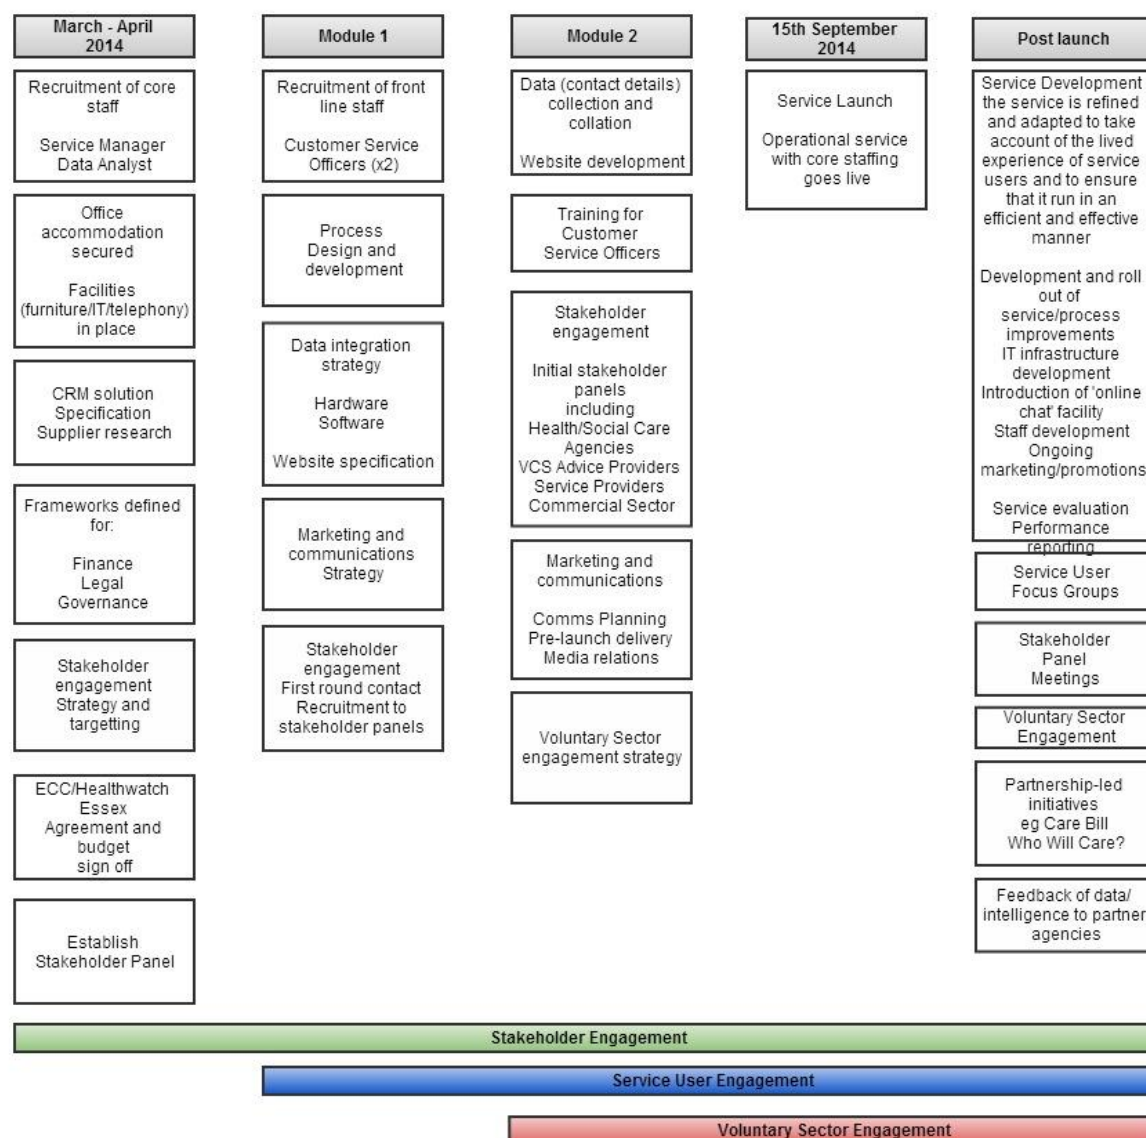 March - April
2014
Recruitment of core
staff
Service Manager
Data Analyst
Office
accommodation
secured
Facilities
(furniture/IT/telephony)
in place
CRM solution
Specification
Supplier research
Frameworks defined
for:
Finance
Legal
Governance
Stakeholder
engagement
Strategy and
targetting
ECC/Healthwatch
Essex
Agreement and
budget
sign off
Establish
Stakeholder Panel
Module 1
Recruitment of front
line staff
Customer Service
Officers (x2)
Process
Design and
development
Data integration
strategy
Hardware
Software
Website specification
Marketing and
communications
Strategy
Stakeholder
engagement
First round contact
Recruitment to
stakeholder panels
Module 2
Data (contact details)
collection and
collation
Website development
Training for
Customer
Service Officers
Stakeholder
engagement
Initial stakeholder
panels
including
Health/Social Care
Agencies
VCS Advice Providers
Service Providers
Commercial Sector
Marketing and
communications
Comms Planning
Pre-launch delivery
Media relations
Voluntary Sector
engagement strategy
15th September
2014
Service Launch
Operational service
with core staffing
goes live
Post launch
Service Development
the service is refined
and adapted to take
account of the lived
experience of service
users and to ensure
that it run in an
efficient and effective
manner
Development and roll
out of
service/process
improvements
IT infrastructure
development
Introduction of 'online
chat' facility
Staff development
Ongoing
marketing/promotions
Service evaluation
Performance
reporting
Service User
Focus Groups
Stakeholder
Panel
Meetings
Voluntary Sector
Engagement
Partnership-led
initiatives
eg Care Bill
Who Will Care?
Feedback of data/
intelligence to partner
agencies
Stakeholder Engagement
Service User Engagement
Voluntary Sector Engagement